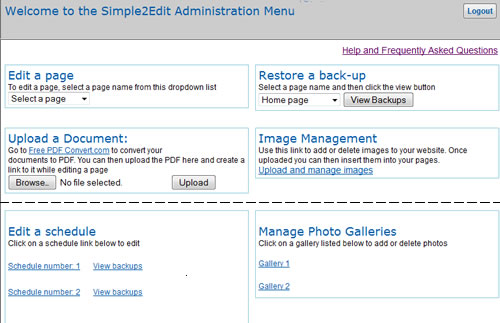 Welcome to the Simple2Edit Administration Menu
Logout
Help and Frequently Asked Questions
Edit a page
To edit a page, select a page name from this dropdown list
Select a page
Restore a back-up
Select a page name and then click the view button
Home page
View Backups
Upload a Document:
Go to Free PDF Convert.com to convert your
documents to PDF. You can then upload the PDF here and create a
link to it while editing a page
Browse.. No file selected.
Upload
Image Management
Use this link to add or delete images to your website. Once
uploaded you can then insert them into your pages.
Upload and manage images
Edit a schedule
Click on a schedule link below to edit
Schedule number: 1 View backups
Schedule number: 2 View backups
Manage Photo Galleries
Click on a gallery listed below to add or delete photos
Gallery 1
Gallery 2